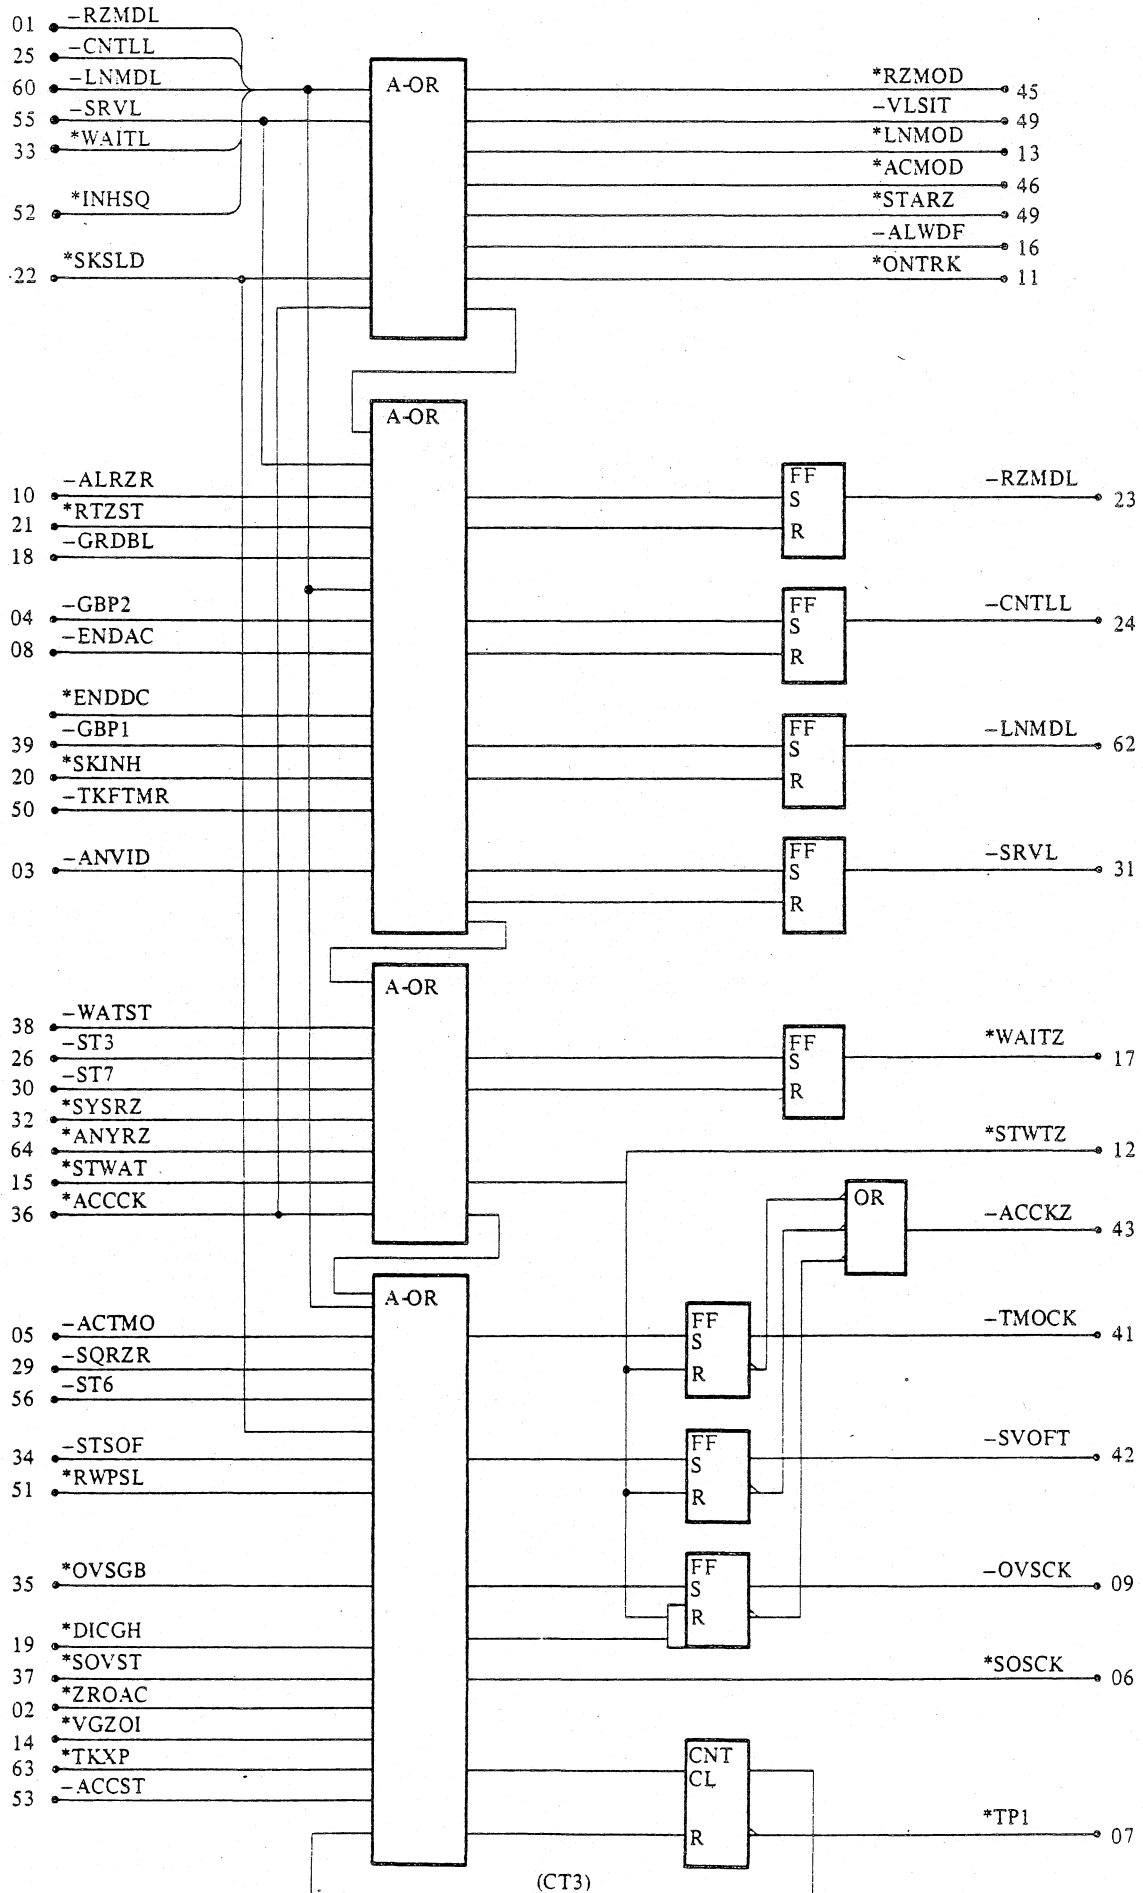 01 –RZMDL
25 –CNTLL
60 –LNMDL
55 –SRVL
33 *WAITL
52 *INHSQ
22 *SKSLD
A-OR
*RZMOD 45
–VLSIT 49
*LNMOD 13
*ACMOD 46
*STARZ 49
–ALWDF 16
*ONTRK 11
A-OR
10 –ALRZR
21 *RTZST
18 –GRDBL
04 –GBP2
08 –ENDAC
*ENDDC
39 –GBP1
20 *SKINH
50 –TKFTMR
03 –ANVID
FF
S
R
–RZMDL 23
FF
S
R
–CNTLL 24
FF
S
R
–LNMDL 62
FF
S
R
–SRVL 31
A-OR
38 –WATST
26 –ST3
30 –ST7
32 *SYSRZ
64 *ANYRZ
15 *STWAT
36 *ACCCK
FF
S
R
*WAITZ 17
*STWTZ 12
OR
–ACCKZ 43
A-OR
05 –ACTMO
29 –SQRZR
56 –ST6
34 –STSOF
51 *RWPSL
35 *OVSGB
19 *DICGH
37 *SOVST
02 *ZROAC
14 *VGZOI
63 *TKXP
53 –ACCST
FF
S
R
–TMOCK 41
FF
S
R
–SVOFT 42
FF
S
R
–OVSCK 09
*SOSCK 06
CNT
CL
R
*TP1 07
(CT3)